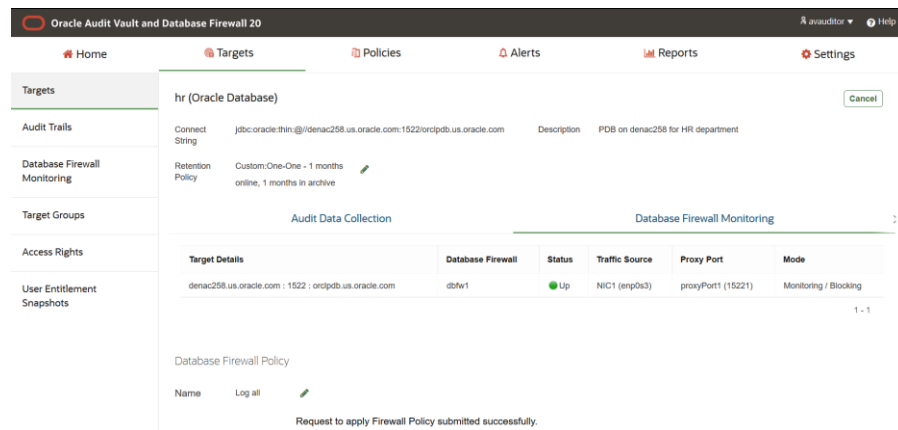 Oracle Audit Vault and Database Firewall 20
avauditor
Help
Home
Targets
Policies
Alerts
Reports
Settings
Targets
Audit Trails
Database Firewall
Monitoring
Target Groups
Access Rights
User Entitlement
Snapshots
hr (Oracle Database)
Cancel
Connect
String
jdbc:oracle:thin:@//denac258.us.oracle.com:1522/orclpdb.us.oracle.com
Description
PDB on denac258 for HR department
Retention
Policy
Custom:One-One - 1 months
online, 1 months in archive
Audit Data Collection
Database Firewall Monitoring
Target Details
Database Firewall
Status
Traffic Source
Proxy Port
Mode
denac258.us.oracle.com : 1522 : orclpdb.us.oracle.com
dbfw1
Up
NIC1 (enp0s3)
proxyPort1 (15221)
Monitoring / Blocking
1 - 1
Database Firewall Policy
Name
Log all
Request to apply Firewall Policy submitted successfully.